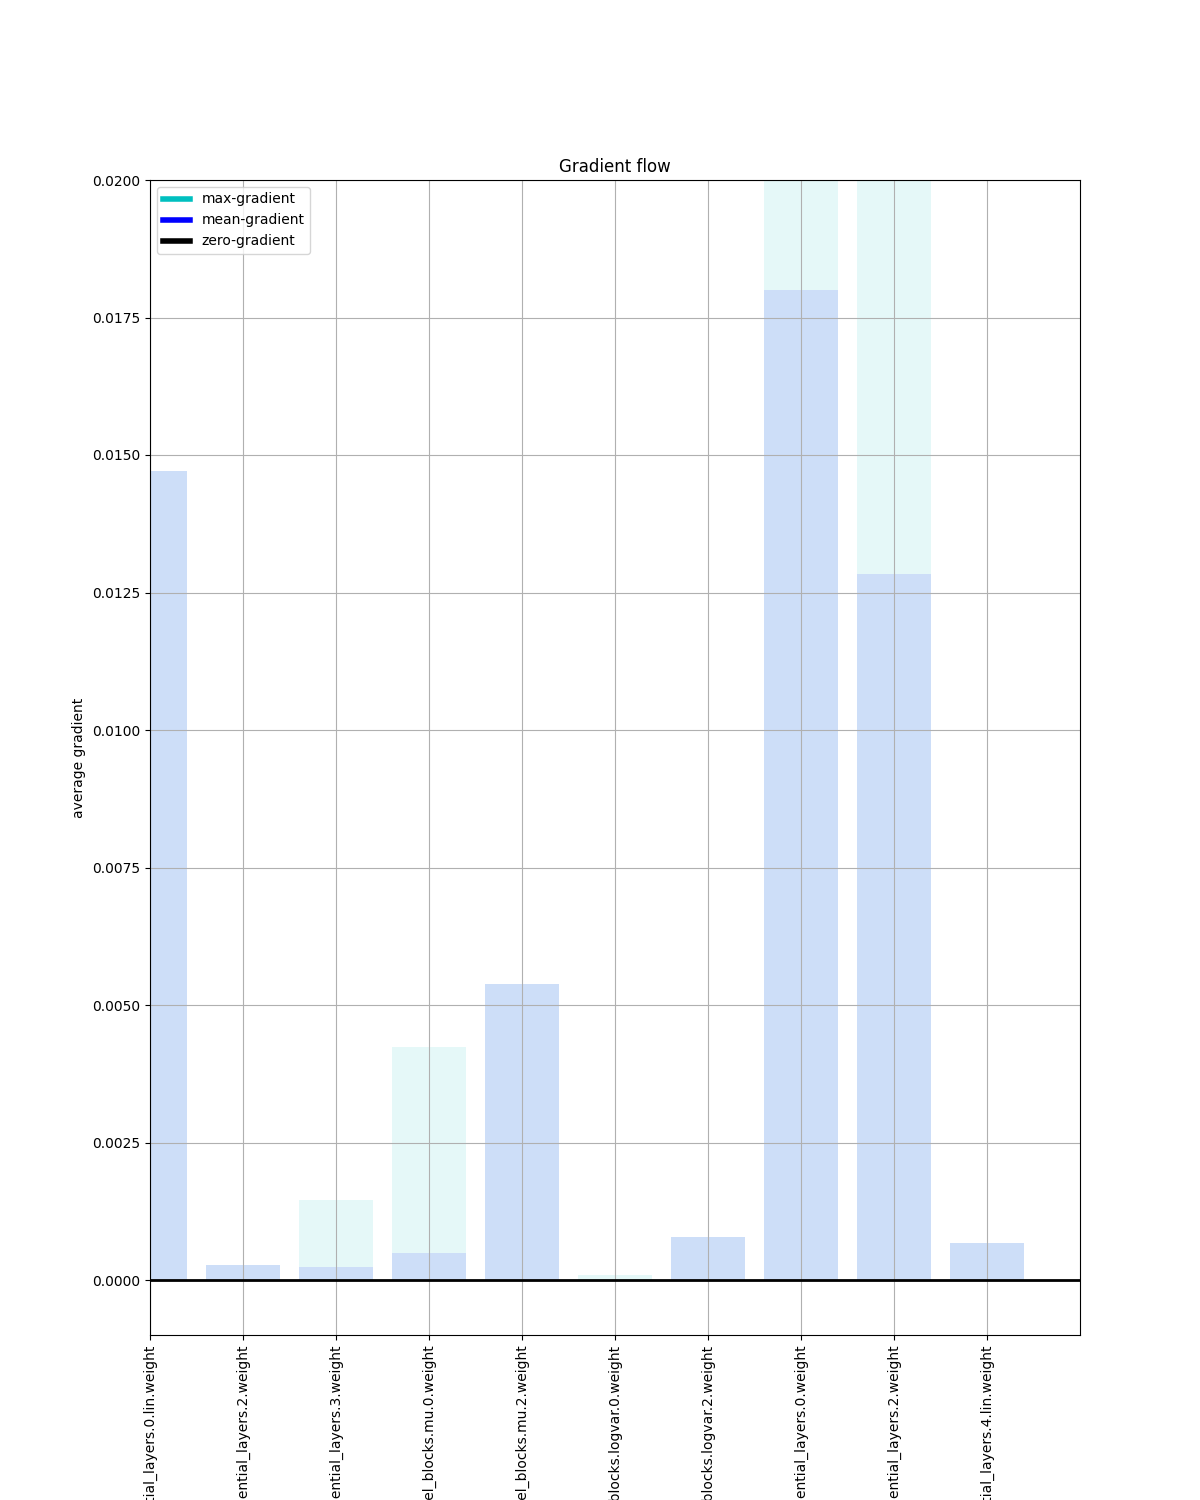 Gradient flow
max-gradient
mean-gradient
zero-gradient
0.0200
0.0175
0.0150
0.0125
0.0100
0.0075
0.0050
0.0025
0.0000
average gradient
tial_layers.0.lin.weight
ential_layers.2.weight
ential_layers.3.weight
el_blocks.mu.0.weight
el_blocks.mu.2.weight
blocks.logvar.0.weight
blocks.logvar.2.weight
ential_layers.0.weight
ential_layers.2.weight
tial_layers.4.lin.weight